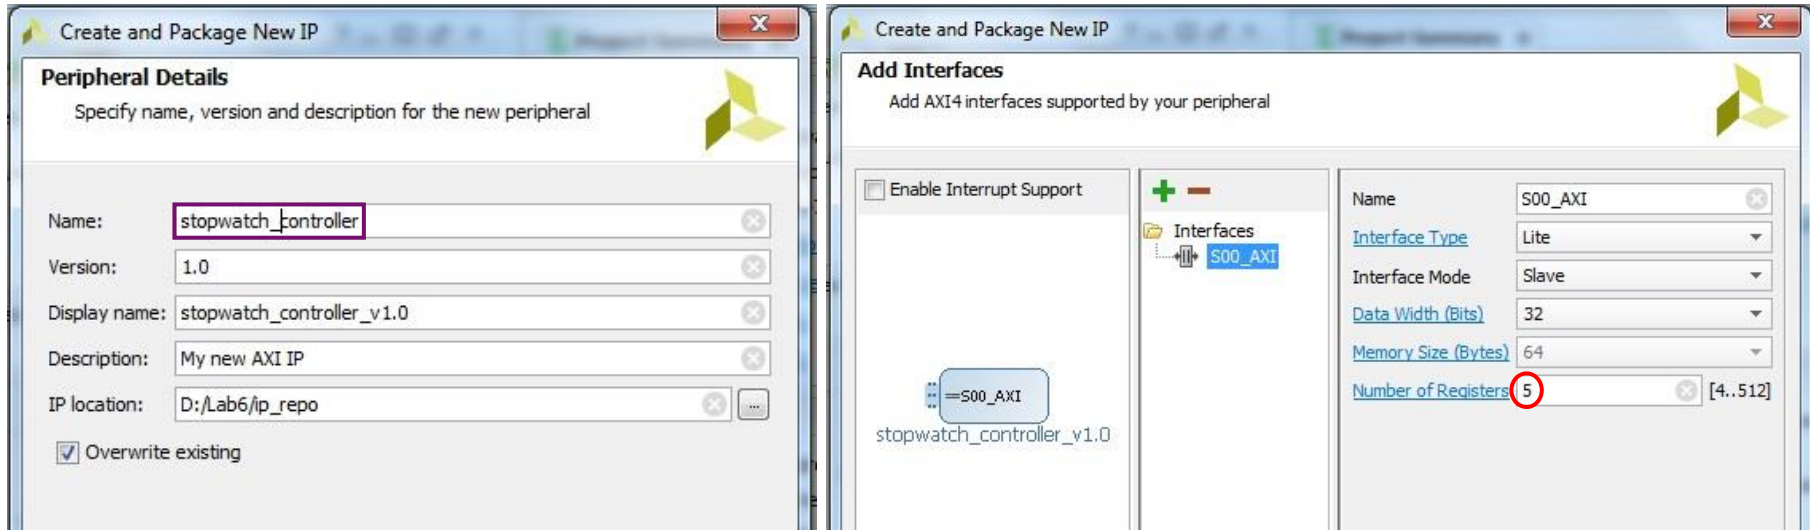 Create and Package New IP
Peripheral Details
Specify name, version and description for the new peripheral
Name: stopwatch_controller
Version: 1.0
Display name: stopwatch_controller_v1.0
Description: My new AXI IP
IP location: D:/Lab6/ip_repo ...
Overwrite existing
Create and Package New IP
Add Interfaces
Add AXI4 interfaces supported by your peripheral
Enable Interrupt Support
=S00_AXI
stopwatch_controller_v1.0
Interfaces
S00_AXI
Name S00_AXI
Interface Type Lite
Interface Mode Slave
Data Width (Bits) 32
Memory Size (Bytes) 64
Number of Registers 5 [4..512]